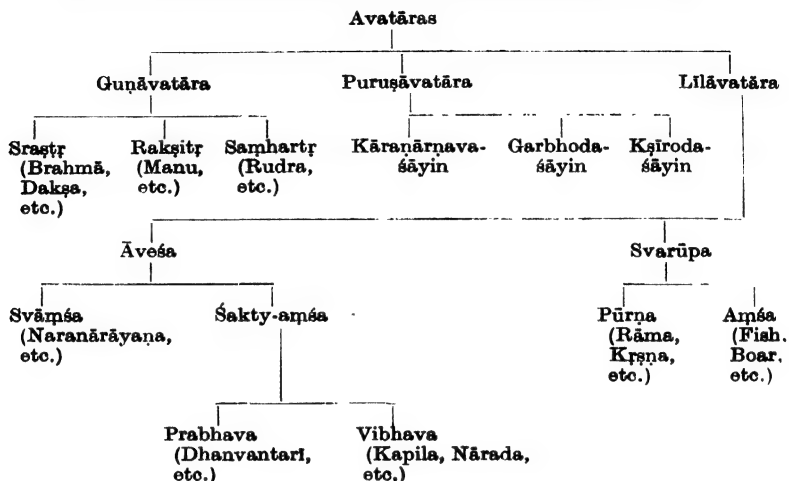 Avatāras
Guṇāvatāra Puruṣāvatāra Līlāvatāra
Sraṣṭṛ Rakṣitṛ Saṃhartṛ Kāraṇārṇava- Garbhoda- Kṣīroda-
(Brahmā, (Manu, (Rudra, śāyin śāyin śāyin
Dakṣa, etc.) etc.)
etc.)
Āveśa Svarūpa
Svāṃśa Śakty-aṃśa Pūrṇa Aṃśa
(Naranārāyaṇa, (Rāma, (Fish.
etc.) Kṛṣṇa, Boar,
etc.) etc.)
Prabhava Vibhava
(Dhanvantarī, (Kapila, Nārada,
etc.) etc.)